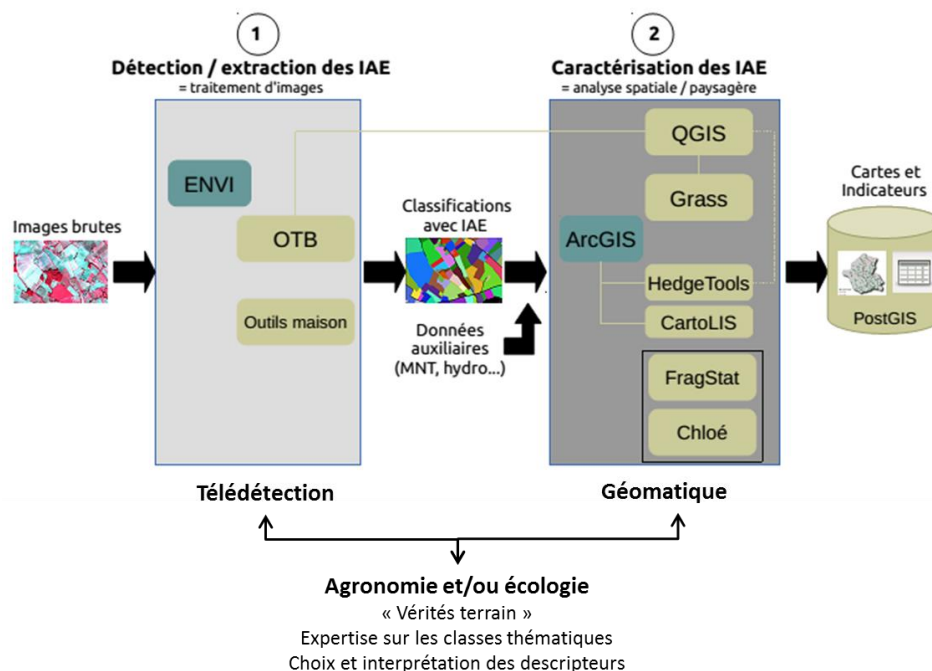 1
Détection / extraction des IAE
= traitement d'images
2
Caractérisation des IAE
= analyse spatiale / paysagère
Images brutes
ENVI
OTB
Outils maison
Classifications
avec IAE
Données
auxiliaires
(MNT, hydro...)
QGIS
Grass
ArcGIS
HedgeTools
CartoLIS
FragStat
Chloé
Cartes et
Indicateurs
PostGIS
Télédétection
Géomatique
Agronomie et/ou écologie
« Vérités terrain »
Expertise sur les classes thématiques
Choix et interprétation des descripteurs